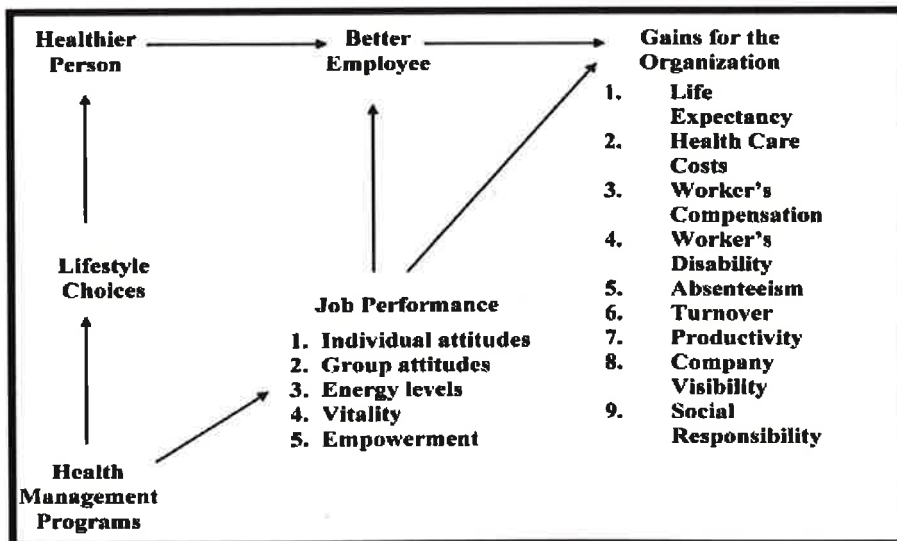 Healthier
Person
Better
Employee
Gains for the
Organization
1. Life
Expectancy
2. Health Care
Costs
3. Worker's
Compensation
4. Worker's
Disability
5. Absenteeism
6. Turnover
7. Productivity
8. Company
Visibility
9. Social
Responsibility
Lifestyle
Choices
Job Performance
1. Individual attitudes
2. Group attitudes
3. Energy levels
4. Vitality
5. Empowerment
Health
Management
Programs